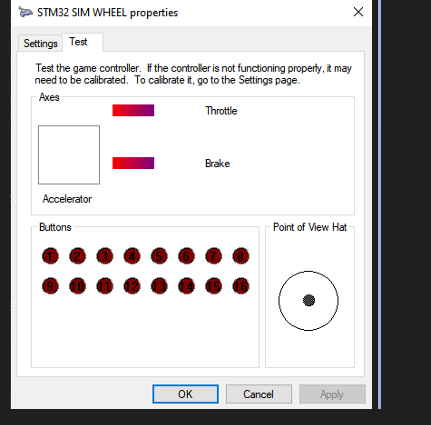 STM32 SIM WHEEL properties
Settings
Test
Test the game controller. If the controller is not functioning properly, it may
need to be calibrated. To calibrate it, go to the Settings page.
Axes
Throttle
Brake
Accelerator
Buttons
Point of View Hat
1 2 3 4 5 6 7 8
9 10 11 12 13 14 15 16
OK
Cancel
Apply